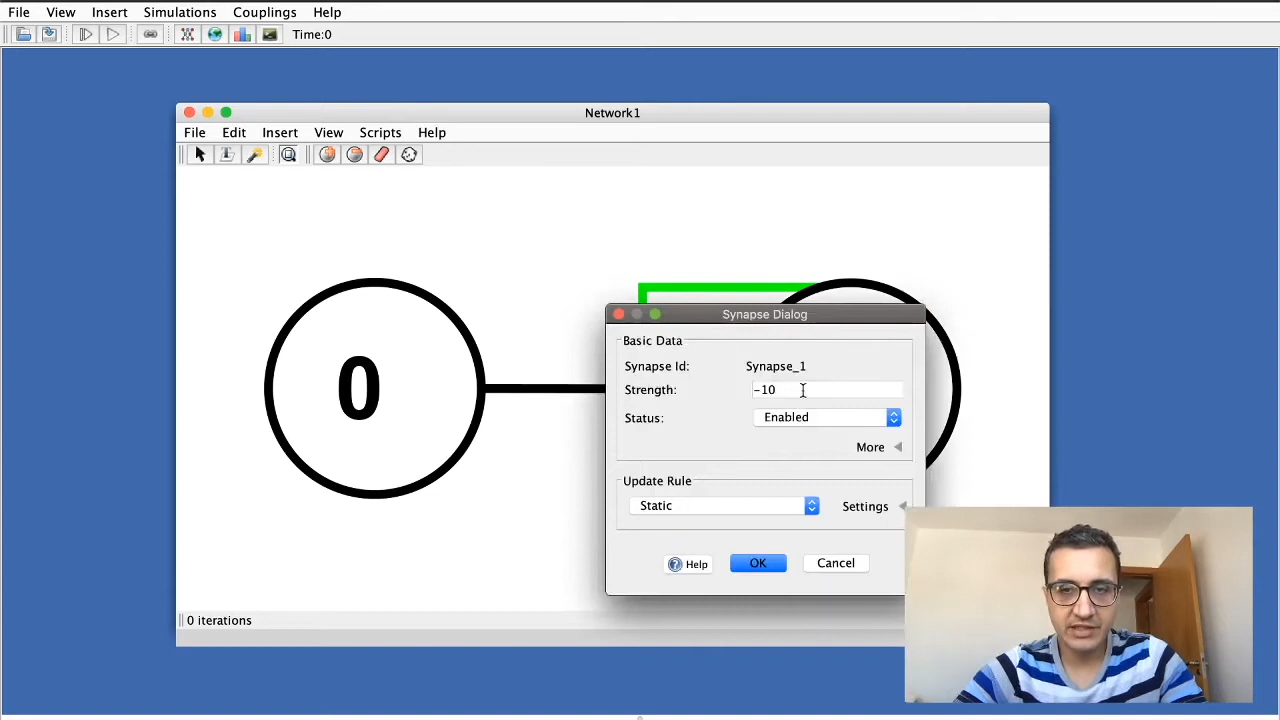 File View Insert Simulations Couplings Help
Time:0
Network1
File Edit Insert View Scripts Help
0
Synapse Dialog
Basic Data
Synapse Id: Synapse_1
Strength: -10
Status: Enabled
More
Update Rule
Static Settings
Help OK Cancel
0 iterations